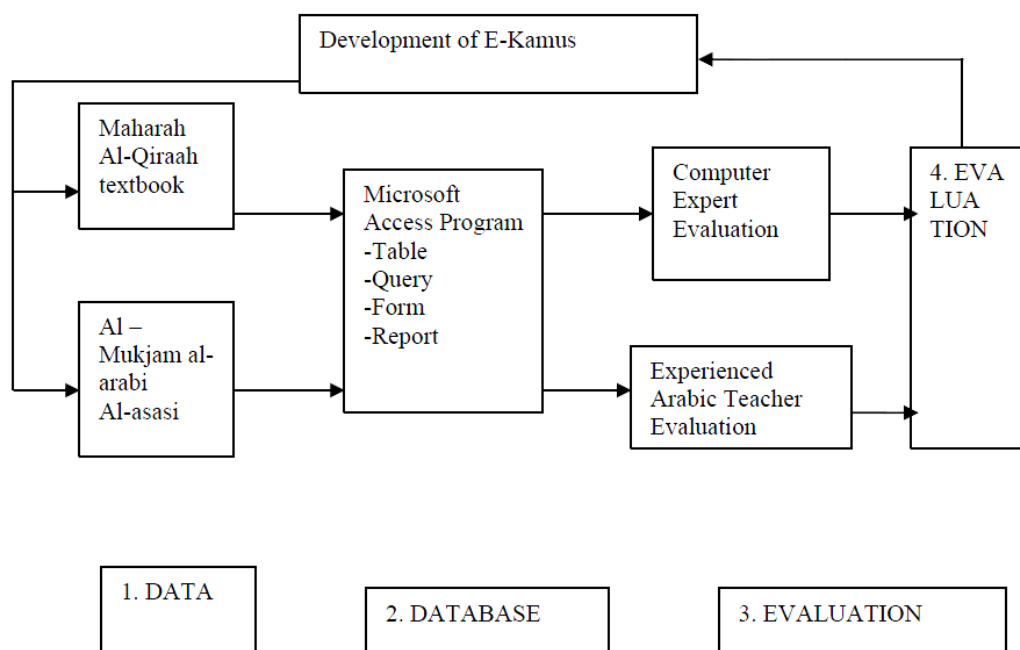 Development of E-Kamus
Maharah
Al-Qiraah
textbook
Al –
Mukjam al-
arabi
Al-asasi
Microsoft
Access Program
-Table
-Query
-Form
-Report
Computer
Expert
Evaluation
Experienced
Arabic Teacher
Evaluation
4. EVA
LUA
TION
1. DATA
2. DATABASE
3. EVALUATION